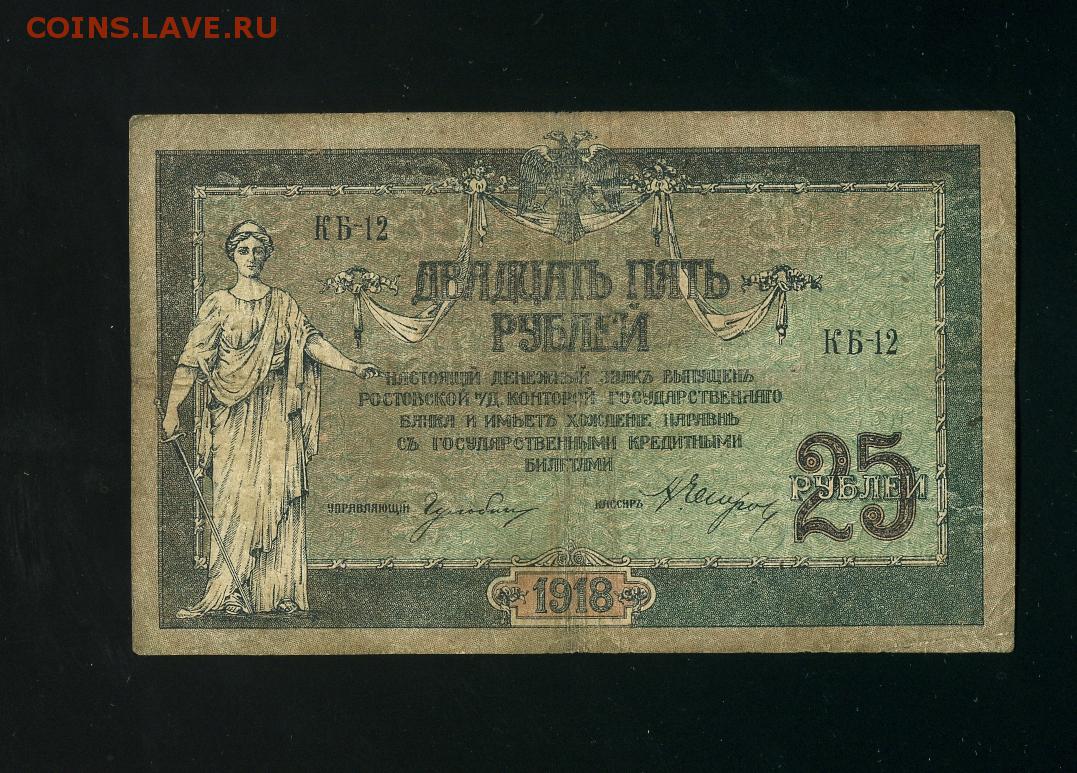 COINS.LAVE.RU
КБ-12
ДВАДЦАТЬ ПЯТЬ
РУБЛЕЙ
КБ-12
НАСТОЯЩІЙ ДЕНЕЖНЫЙ ЗНАКЪ ВЫПУЩЕНЪ
РОСТОВСКОЙ Н/Д. КОНТОРОЙ ГОСУДАРСТВЕННАГО
БАНКА И ИМѢЕТЪ ХОЖДЕНІЕ НАРАВНѢ
СЪ ГОСУДАРСТВЕННЫМИ КРЕДИТНЫМИ
БИЛЕТАМИ
25
РУБЛЕЙ
УПРАВЛЯЮЩІЙ
КАССИРЪ
1918